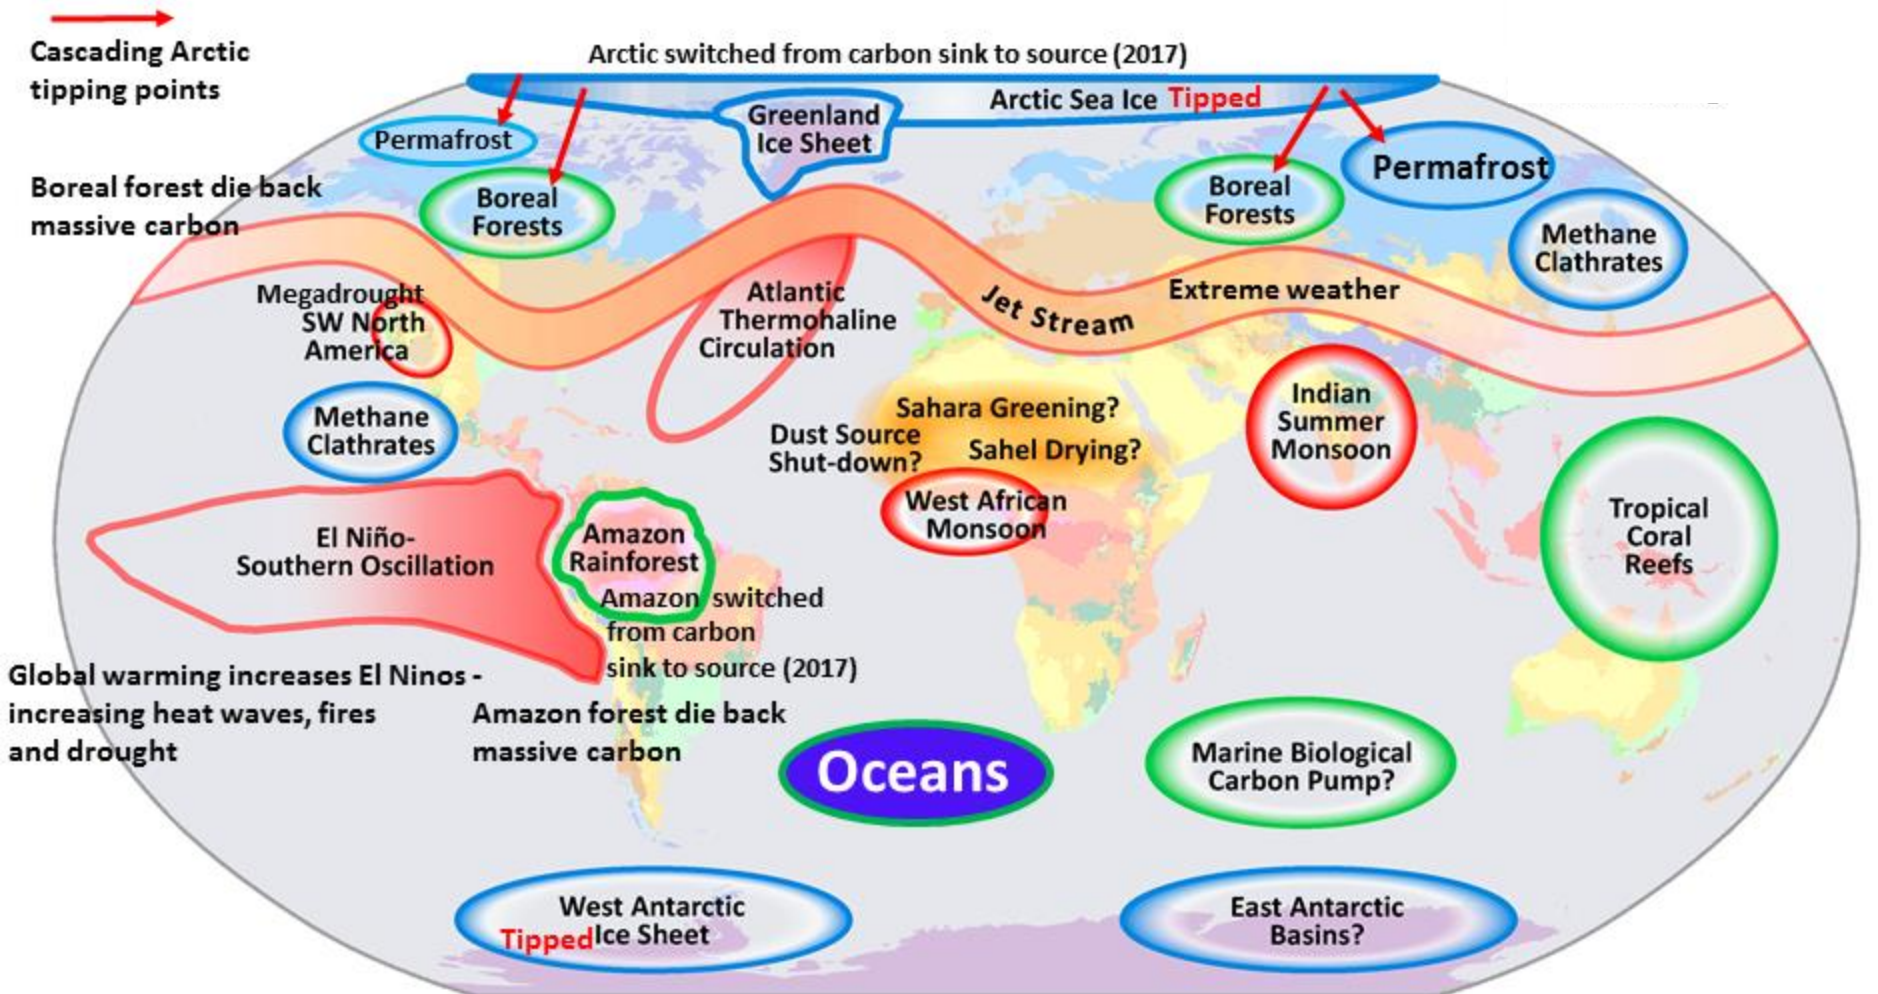 Cascading Arctic
tipping points
Arctic switched from carbon sink to source (2017)
Arctic Sea Ice Tipped
Greenland
Ice Sheet
Permafrost
Permafrost
Boreal forest die back
massive carbon
Boreal
Forests
Boreal
Forests
Methane
Clathrates
Megadrought
SW North
America
Atlantic
Thermohaline
Circulation
Jet Stream
Extreme weather
Methane
Clathrates
Sahara Greening?
Dust Source
Shut-down?
Sahel Drying?
Indian
Summer
Monsoon
West African
Monsoon
El Niño-
Southern Oscillation
Amazon
Rainforest
Amazon switched
from carbon
sink to source (2017)
Tropical
Coral
Reefs
Global warming increases El Ninos -
increasing heat waves, fires
and drought
Amazon forest die back
massive carbon
Oceans
Marine Biological
Carbon Pump?
West Antarctic
Tipped Ice Sheet
East Antarctic
Basins?